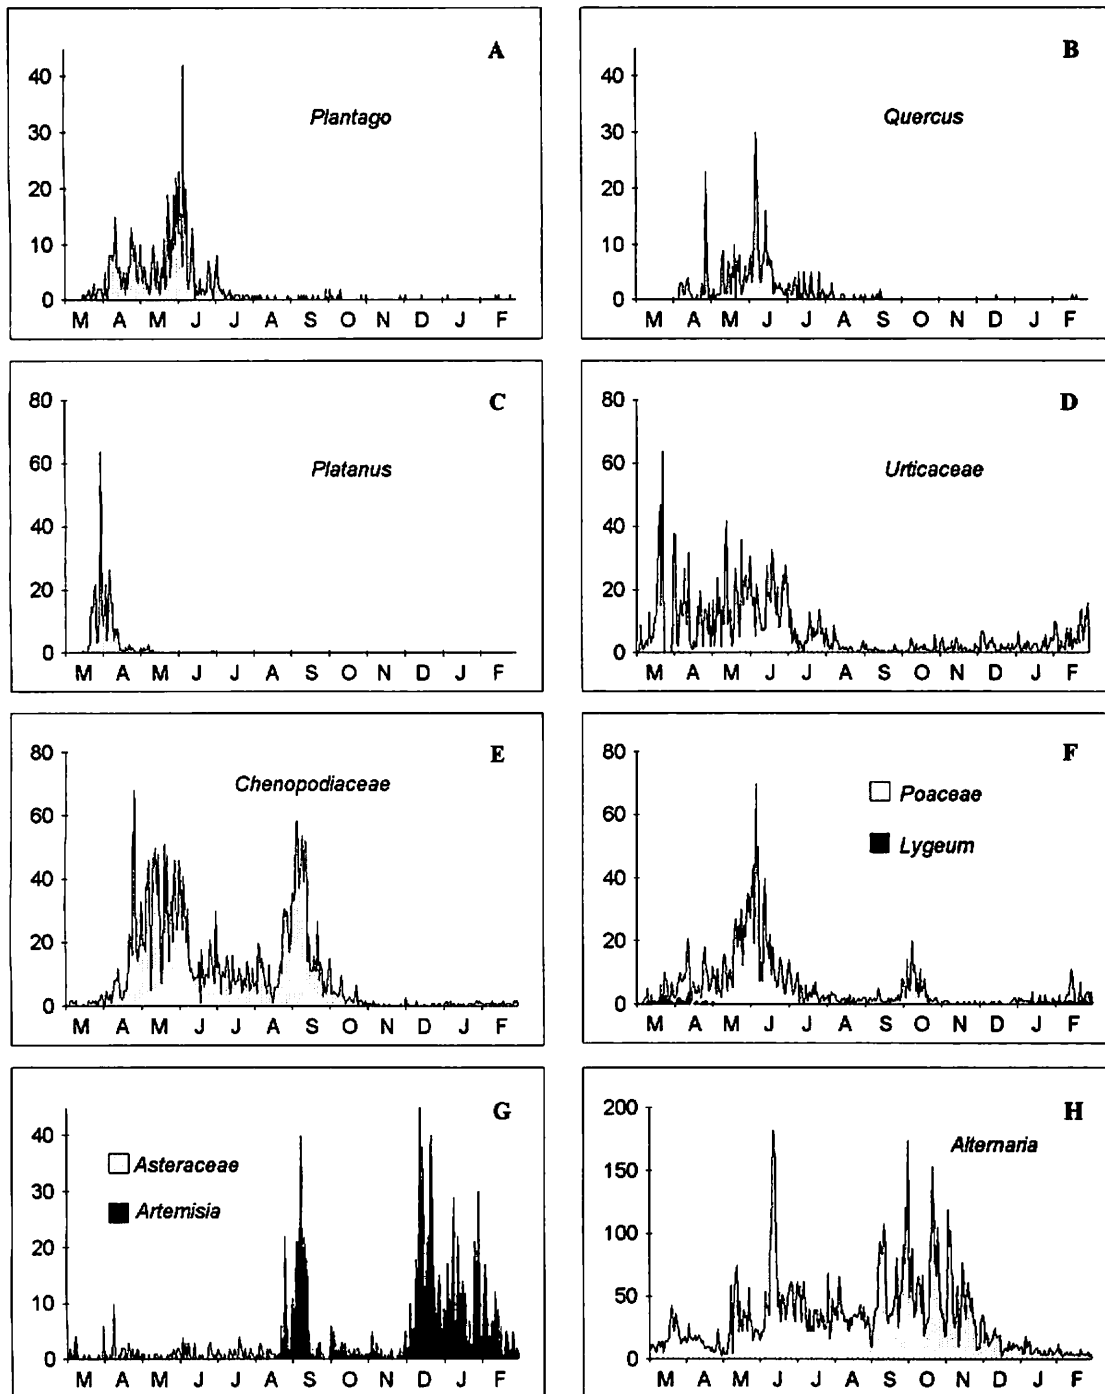 A
Plantago
40
30
20
10
0
M A M J J A S O N D J F
B
Quercus
40
30
20
10
0
M A M J J A S O N D J F
C
Platanus
80
60
40
20
0
M A M J J A S O N D J F
D
Urticaceae
80
60
40
20
0
M A M J J A S O N D J F
E
Chenopodiaceae
80
60
40
20
0
M A M J J A S O N D J F
F
Poaceae
Lygeum
80
60
40
20
0
M A M J J A S O N D J F
G
Asteraceae
Artemisia
40
30
20
10
0
M A M J J A S O N D J F
H
Alternaria
200
150
100
50
0
M A M J J A S O N D J F